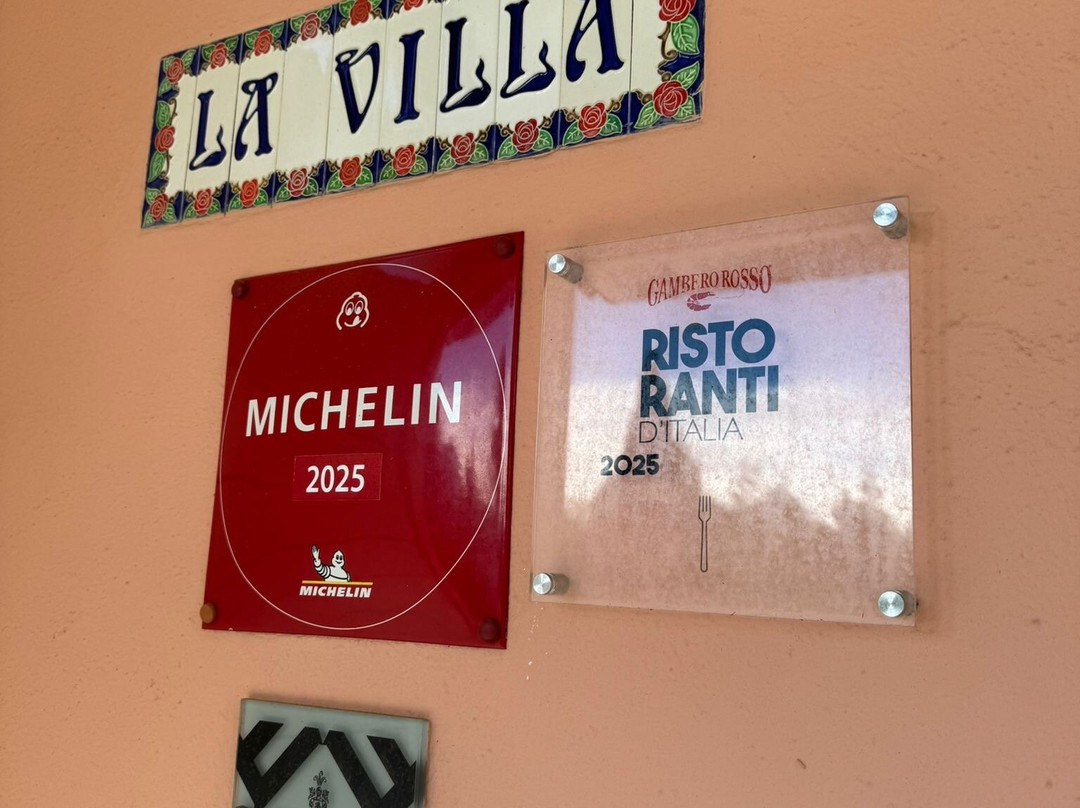 LA VILLA
MICHELIN
2025
MICHELIN
GAMBERO ROSSO
RISTO
RANTI
D'ITALIA
2025